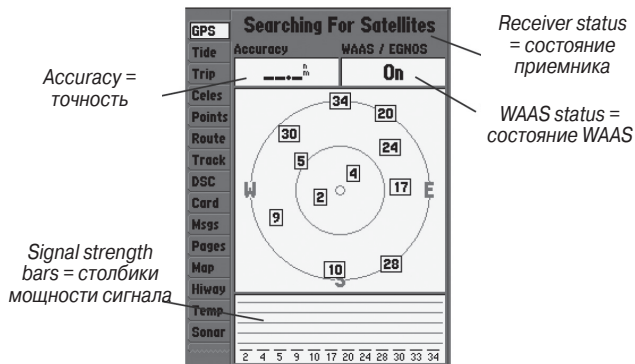 GPS
Tide
Trip
Celes
Points
Route
Track
DSC
Card
Msgs
Pages
Map
Hiway
Temp
Sonar
Searching For Satellites
Accuracy WAAS / EGNOS
__._ nm On
34
20
30
24
5
4
W 2 17 E
9
10 28
S
2 4 5 9 10 17 20 24 28 30 33 34
Accuracy =
точность
Signal strength
bars = столбики
мощности сигнала
Receiver status
= состояние
приемника
WAAS status =
состояние WAAS